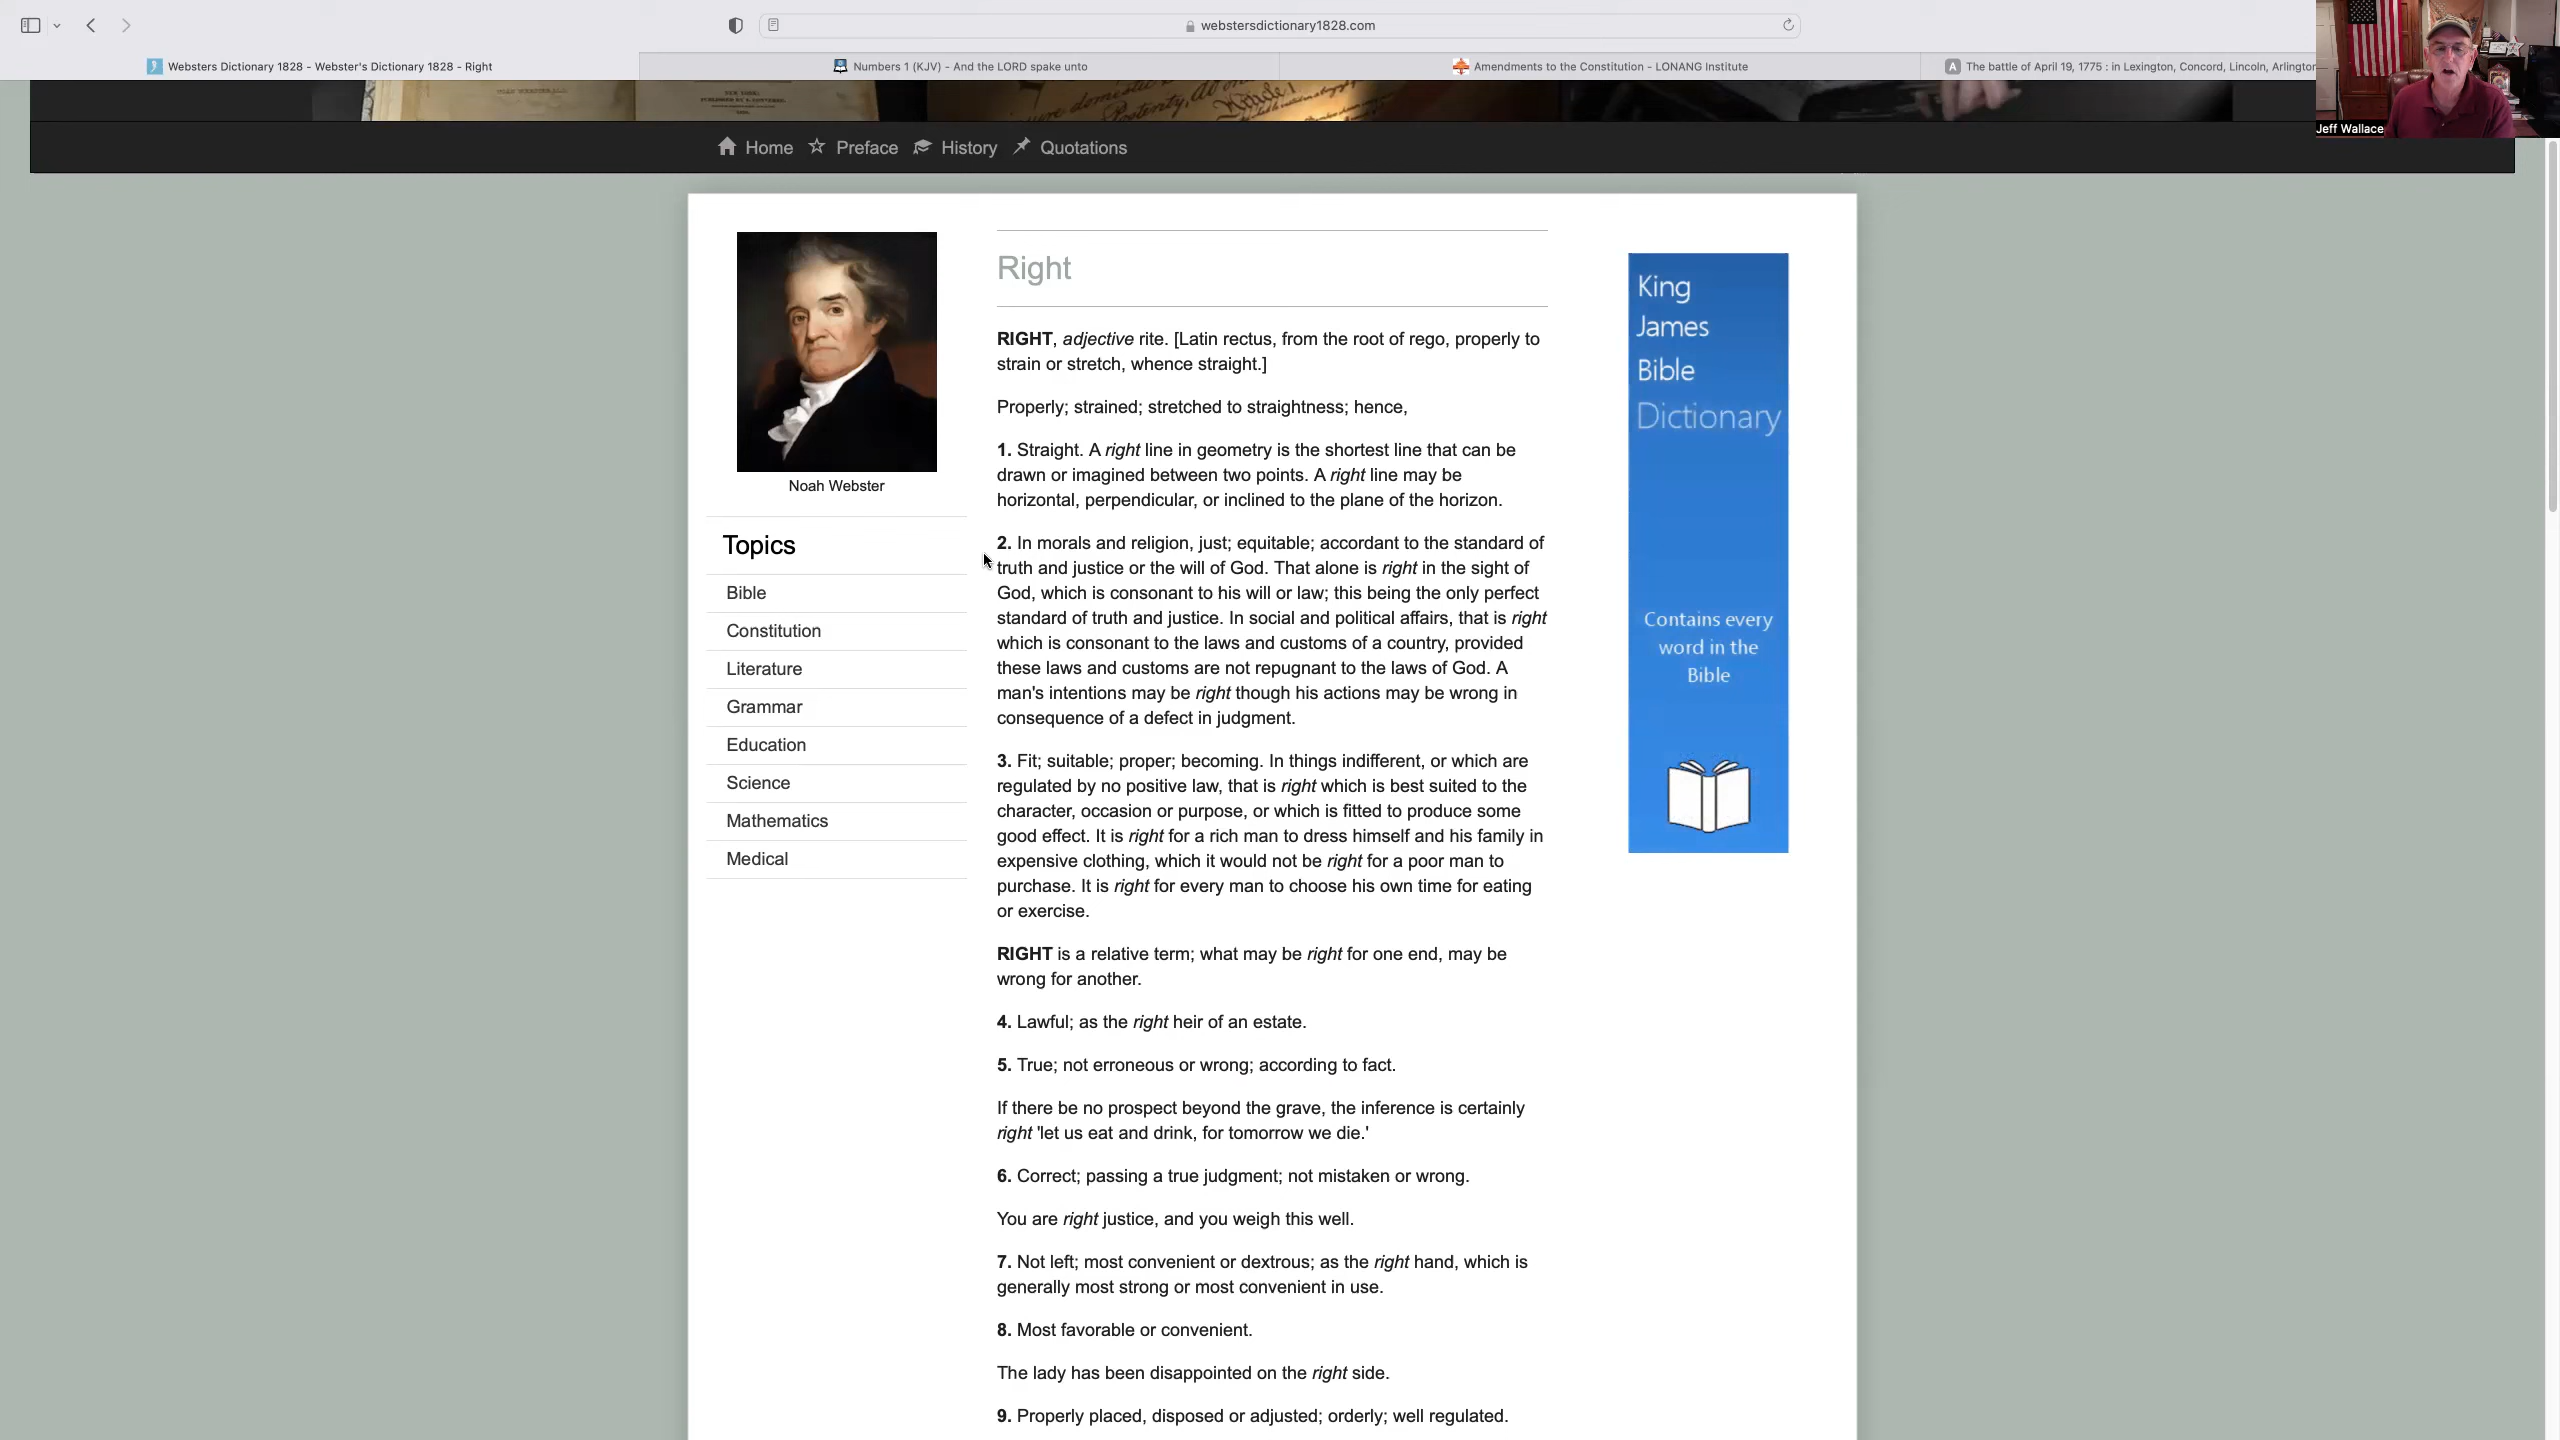 webstersdictionary1828.com
Websters Dictionary 1828 - Webster's Dictionary 1828 - Right
Numbers 1 (KJV) - And the LORD spake unto
Amendments to the Constitution - LONANG Institute
A The battle of April 19, 1775 : in Lexington, Concord, Lincoln, Arlington
Jeff Wallace
Home Preface History Quotations
Noah Webster
Topics
Bible
Constitution
Literature
Grammar
Education
Science
Mathematics
Medical
Right
RIGHT, adjective rite. [Latin rectus, from the root of rego, properly to
strain or stretch, whence straight.]
Properly; strained; stretched to straightness; hence,
1. Straight. A right line in geometry is the shortest line that can be
drawn or imagined between two points. A right line may be
horizontal, perpendicular, or inclined to the plane of the horizon.
2. In morals and religion, just; equitable; accordant to the standard of
truth and justice or the will of God. That alone is right in the sight of
God, which is consonant to his will or law; this being the only perfect
standard of truth and justice. In social and political affairs, that is right
which is consonant to the laws and customs of a country, provided
these laws and customs are not repugnant to the laws of God. A
man's intentions may be right though his actions may be wrong in
consequence of a defect in judgment.
3. Fit; suitable; proper; becoming. In things indifferent, or which are
regulated by no positive law, that is right which is best suited to the
character, occasion or purpose, or which is fitted to produce some
good effect. It is right for a rich man to dress himself and his family in
expensive clothing, which it would not be right for a poor man to
purchase. It is right for every man to choose his own time for eating
or exercise.
RIGHT is a relative term; what may be right for one end, may be
wrong for another.
4. Lawful; as the right heir of an estate.
5. True; not erroneous or wrong; according to fact.
If there be no prospect beyond the grave, the inference is certainly
right 'let us eat and drink, for tomorrow we die.'
6. Correct; passing a true judgment; not mistaken or wrong.
You are right justice, and you weigh this well.
7. Not left; most convenient or dextrous; as the right hand, which is
generally most strong or most convenient in use.
8. Most favorable or convenient.
The lady has been disappointed on the right side.
9. Properly placed, disposed or adjusted; orderly; well regulated.
King
James
Bible
Dictionary
Contains every
word in the
Bible